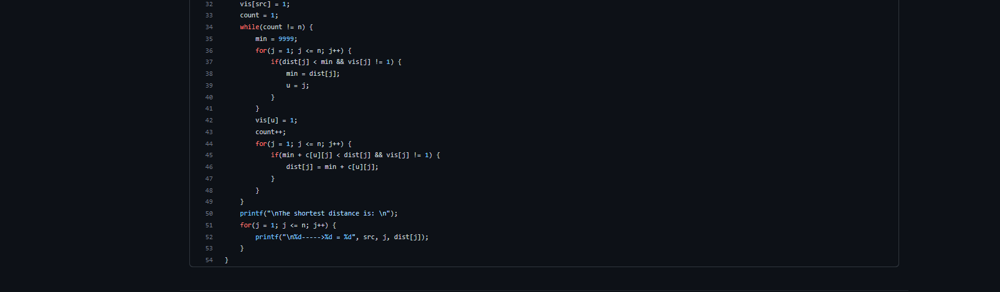 32 vis[src] = 1;
33 count = 1;
34 while(count != n) {
35 min = 9999;
36 for(j = 1; j <= n; j++) {
37 if(dist[j] < min && vis[j] != 1) {
38 min = dist[j];
39 u = j;
40 }
41 }
42 vis[u] = 1;
43 count++;
44 for(j = 1; j <= n; j++) {
45 if(min + c[u][j] < dist[j] && vis[j] != 1) {
46 dist[j] = min + c[u][j];
47 }
48 }
49 }
50 printf("\nThe shortest distance is: \n");
51 for(j = 1; j <= n; j++) {
52 printf("\n%d----->%d = %d", src, j, dist[j]);
53 }
54 }